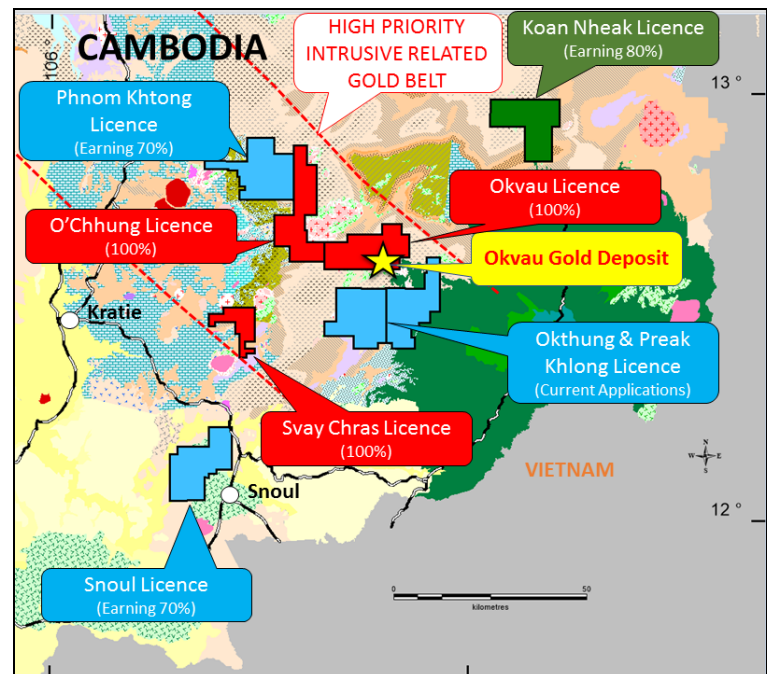 CAMBODIA
106°
HIGH PRIORITY
INTRUSIVE RELATED
GOLD BELT
Koan Nheak Licence
(Earning 80%)
13 °
Phnom Khtong
Licence
(Earning 70%)
Okvau Licence
(100%)
O'Chhung Licence
(100%)
Okvau Gold Deposit
Kratie
Okthung & Preak
Khlong Licence
(Current Applications)
Svay Chras Licence
(100%)
N
W E
S
VIETNAM
Snoul
12 °
Snoul Licence
(Earning 70%)
0 50
kilometres